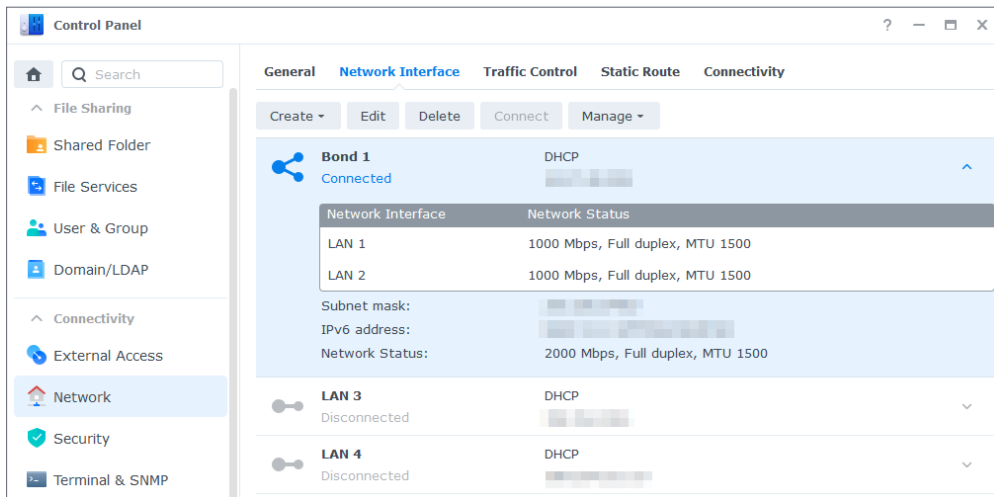 Control Panel
?
Search
File Sharing
Shared Folder
File Services
User & Group
Domain/LDAP
Connectivity
External Access
Network
Security
Terminal & SNMP
General Network Interface Traffic Control Static Route Connectivity
Create Edit Delete Connect Manage
Bond 1 DHCP
Connected
Network Interface Network Status
LAN 1 1000 Mbps, Full duplex, MTU 1500
LAN 2 1000 Mbps, Full duplex, MTU 1500
Subnet mask:
IPv6 address:
Network Status: 2000 Mbps, Full duplex, MTU 1500
LAN 3 DHCP
Disconnected
LAN 4 DHCP
Disconnected